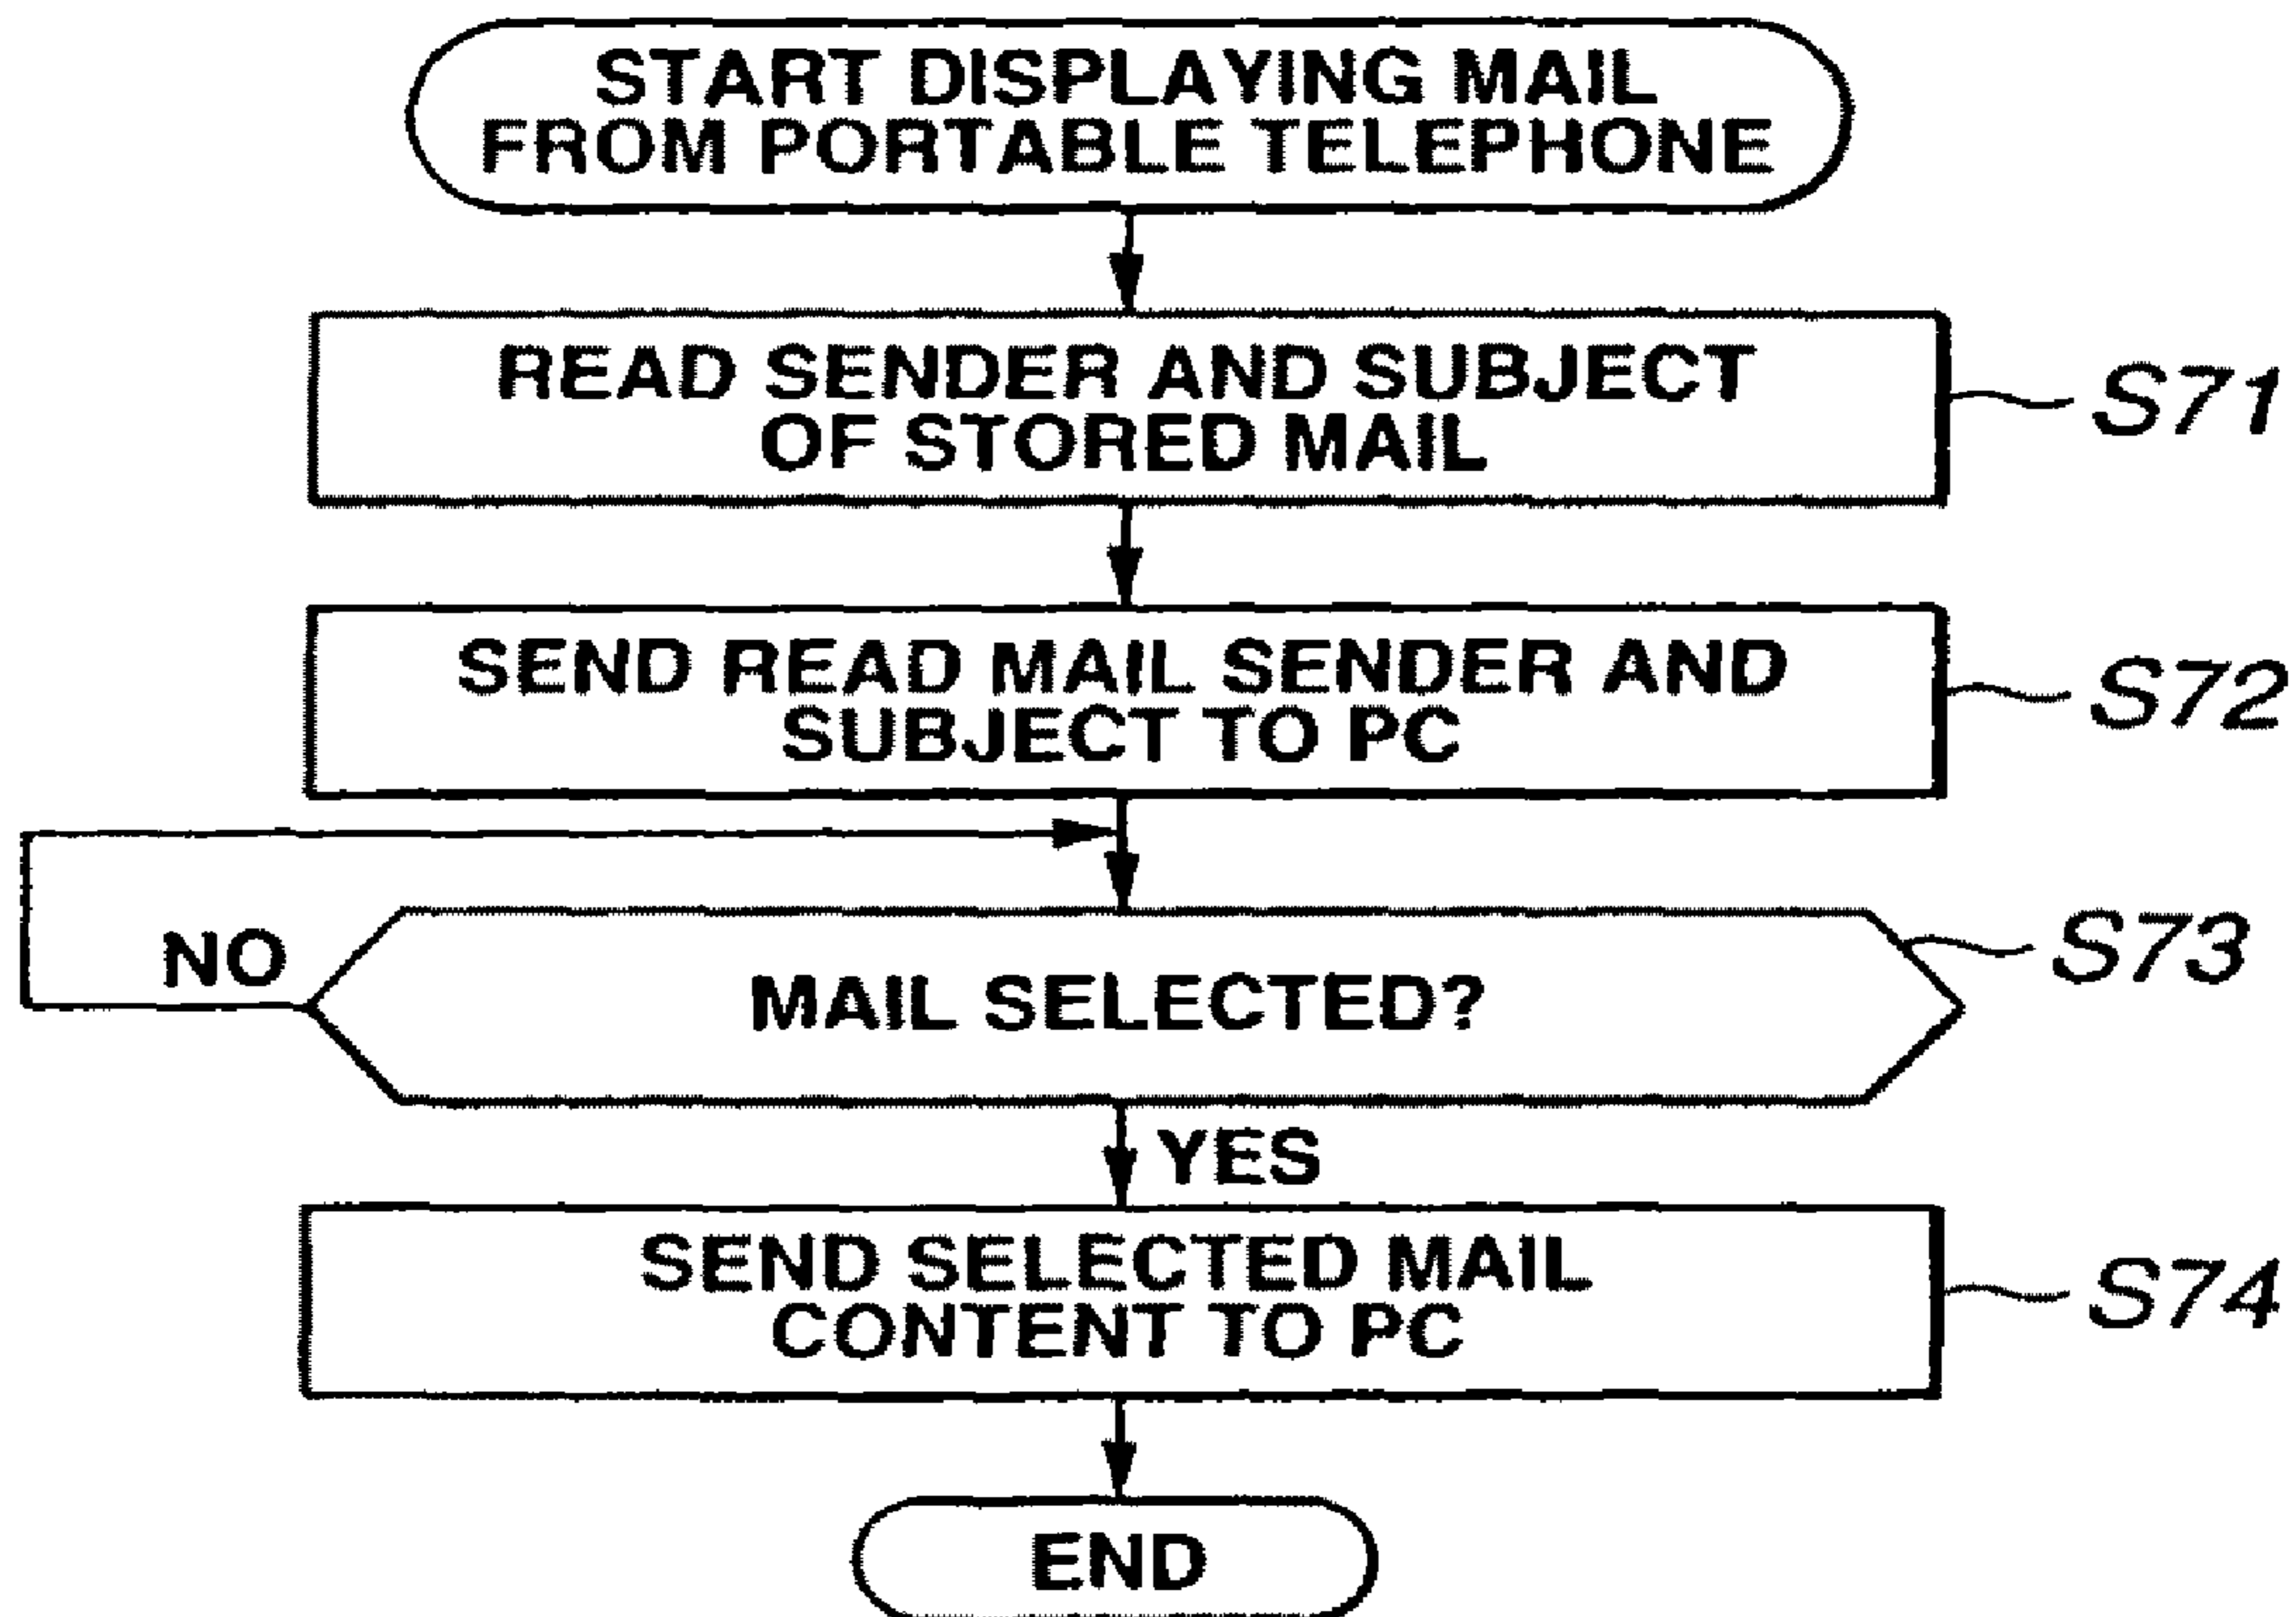 START DISPLAYING MAIL
FROM PORTABLE TELEPHONE
READ SENDER AND SUBJECT
OF STORED MAIL
S71
SEND READ MAIL SENDER AND
SUBJECT TO PC
S72
NO
MAIL SELECTED?
S73
YES
SEND SELECTED MAIL
CONTENT TO PC
S74
END